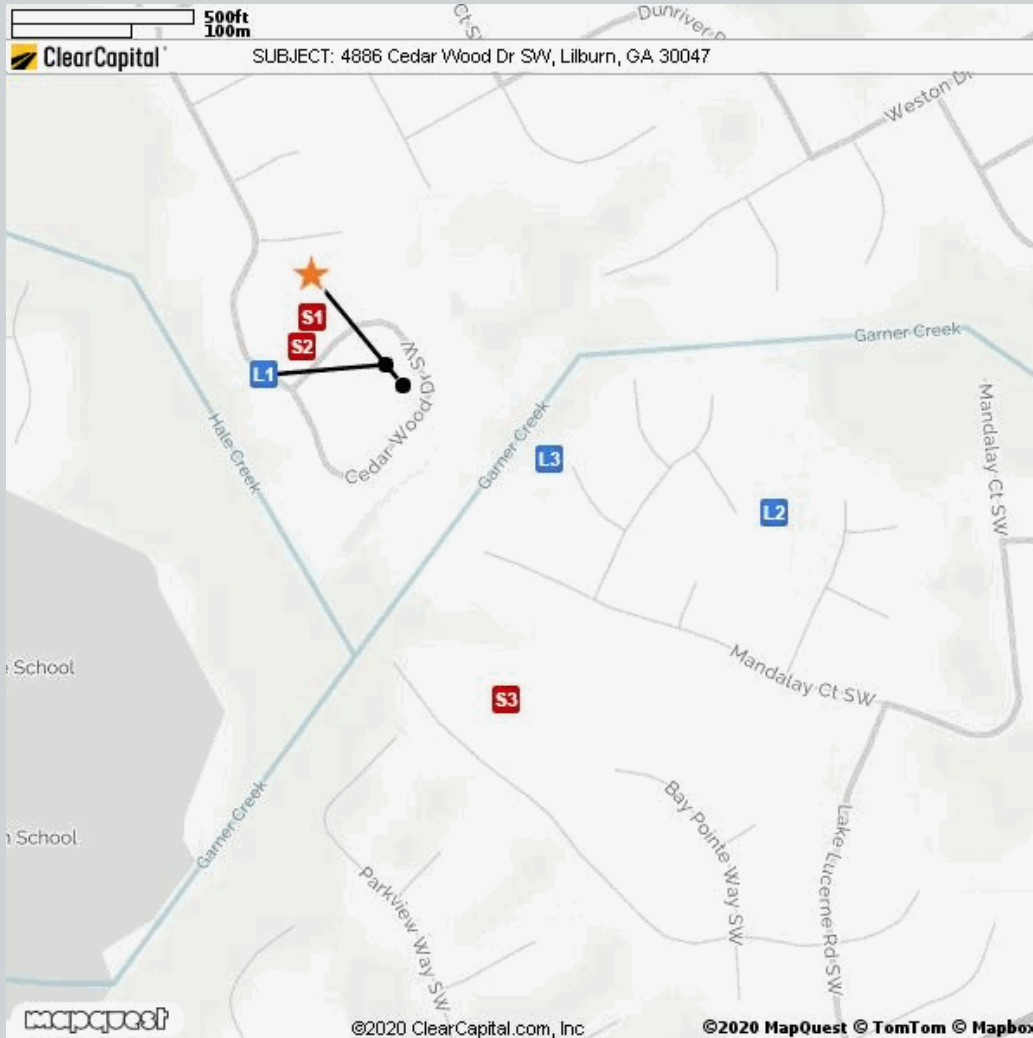 500ft
100m
Ct S
Dunriver
ClearCapital
SUBJECT: 4886 Cedar Wood Dr SW, Lilburn, GA 30047
Weston Dr
S1
S2
L1
Dr SW
Cedar Wood
Hale Creek
Garner Creek
Garner Creek
L3
L2
Mandalay Ct SW
School
Mandalay Ct SW
S3
School
Garner Creek
Bay Pointe Way SW
Lake Lucerne Rd SW
Parkview Way SW
mapquest
©2020 ClearCapital.com, Inc
©2020 MapQuest © TomTom © Mapbox